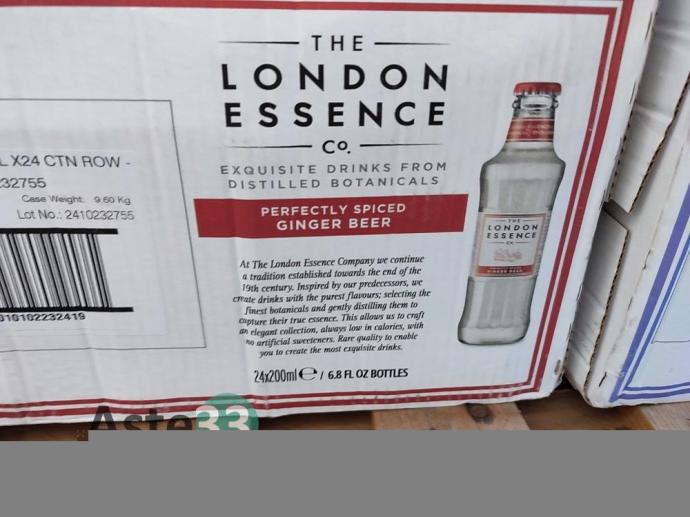 THE
LONDON
ESSENCE
Co.
EXQUISITE DRINKS FROM
DISTILLED BOTANICALS
PERFECTLY SPICED
GINGER BEER
At The London Essence Company we continue
a tradition established towards the end of the
19th century. Inspired by our predecessors, we
create drinks with the purest flavours; selecting the
finest botanicals and gently distilling them to
capture their true essence. This allows us to craft
an elegant collection, always low in calories, with
no artificial sweeteners. Rare quality to enable
you to create the most exquisite drinks.
24x200ml ℮ / 6.8 FL OZ BOTTLES
L X24 CTN ROW -
32755
Case Weight: 9.60 Kg
Lot No.: 2410232755
010102232419
THE
LONDON
ESSENCE
CO.
GINGER BEER
Aste33